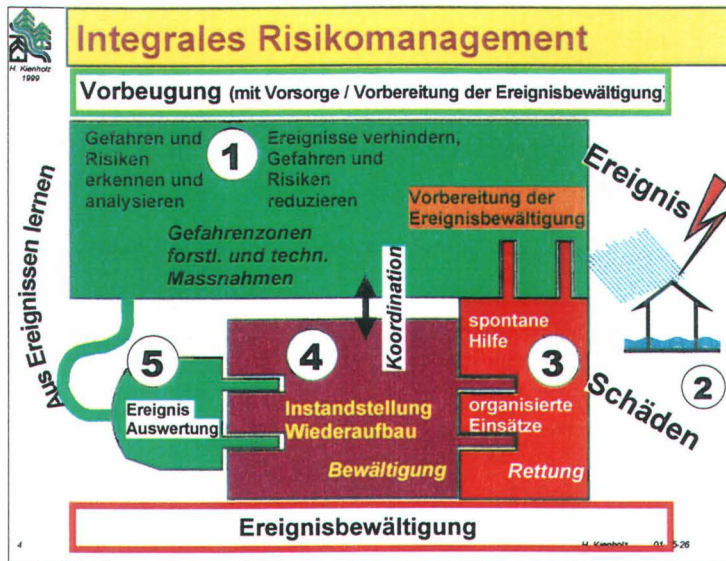 Integrales Risikomanagement
H. Kienholz
1999
Vorbeugung (mit Vorsorge / Vorbereitung der Ereignisbewältigung)
Gefahren und
Risiken
erkennen und
analysieren
1
Ereignisse verhindern,
Gefahren und
Risiken
reduzieren
Gefahrenzonen
forstl. und techn.
Massnahmen
Vorbereitung der
Ereignisbewältigung
Ereignis
Aus Ereignissen lernen
Koordination
2
Schäden
spontane
Hilfe
3
organisierte
Einsätze
Rettung
4
Instandstellung
Wiederaufbau
Bewältigung
5
Ereignis
Auswertung
Ereignisbewältigung
4
H. Kienholz